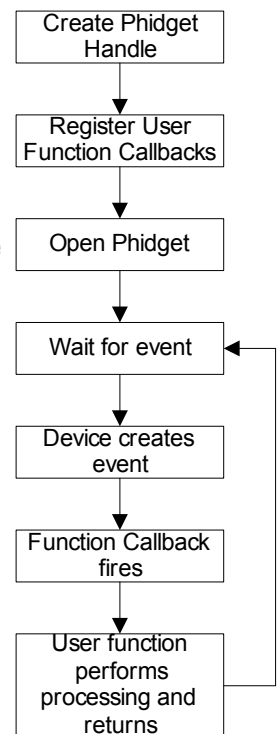 Create Phidget
Handle
Register User
Function Callbacks
Open Phidget
Wait for event
Device creates
event
Function Callback
fires
User function
performs
processing and
returns